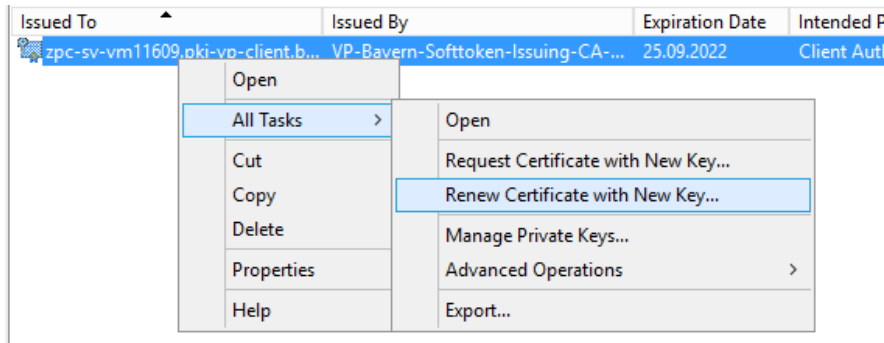 Issued To Issued By Expiration Date Intended P
zpc-sv-vm11609.pki-vp-client.b... VP-Bayern-Softtoken-Issuing-CA-... 25.09.2022 Client Aut
Open
All Tasks >
Cut
Copy
Delete
Properties
Help
Open
Request Certificate with New Key...
Renew Certificate with New Key...
Manage Private Keys...
Advanced Operations >
Export...